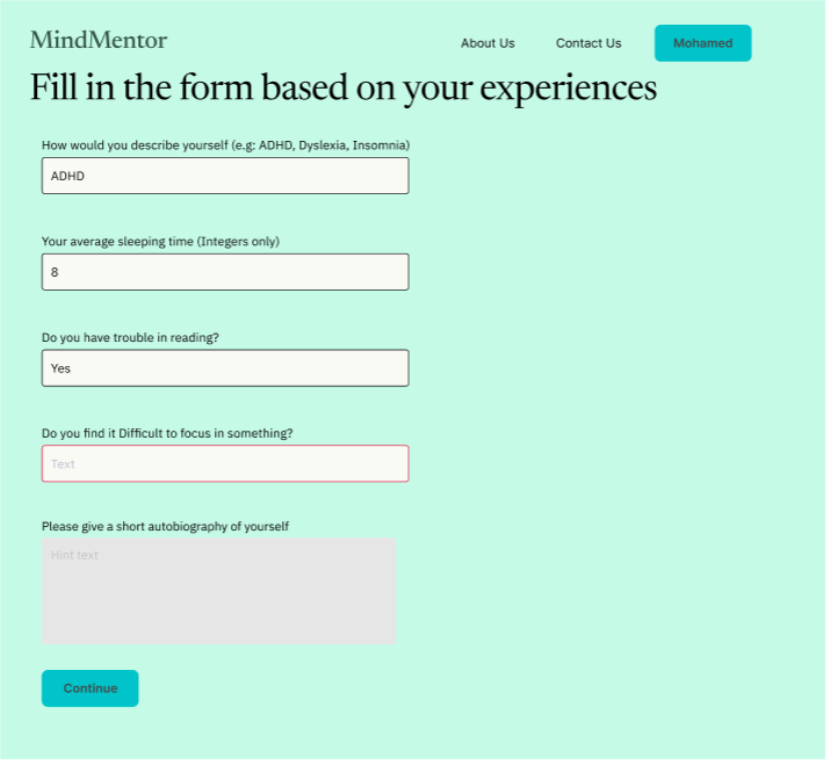 MindMentor
About Us
Contact Us
Mohamed
Fill in the form based on your experiences
How would you describe yourself (e.g: ADHD, Dyslexia, Insomnia)
ADHD
Your average sleeping time (Integers only)
8
Do you have trouble in reading?
Yes
Do you find it Difficult to focus in something?
Text
Please give a short autobiography of yourself
Hint text
Continue